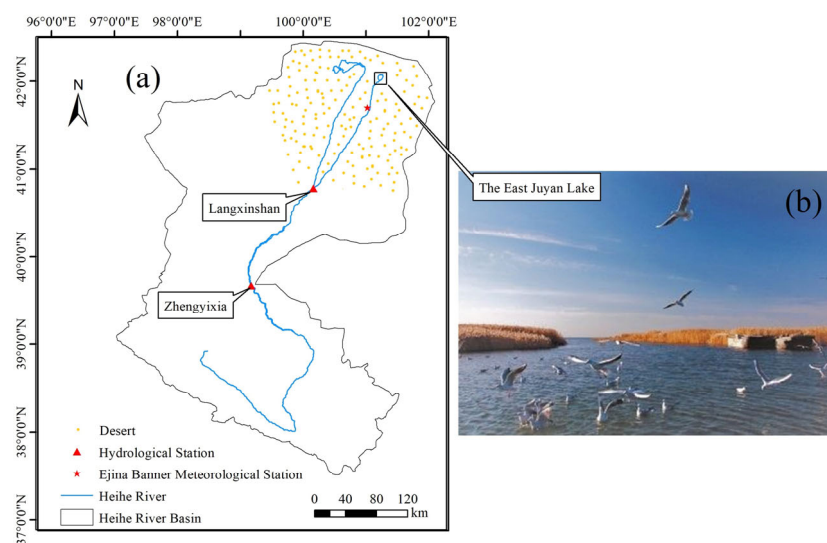 96°0'0"E 97°0'0"E 98°0'0"E 99°0'0"E 100°0'0"E 102°0'0"E
(a)
N
42°0'0"N
41°0'0"N
40°0'0"N
39°0'0"N
38°0'0"N
37°0'0"N
The East Juyan Lake
(b)
Langxinshan
Zhengyixia
Desert
Hydrological Station
Ejina Banner Meteorological Station
Heihe River
Heihe River Basin
0 20 40 80 120
km